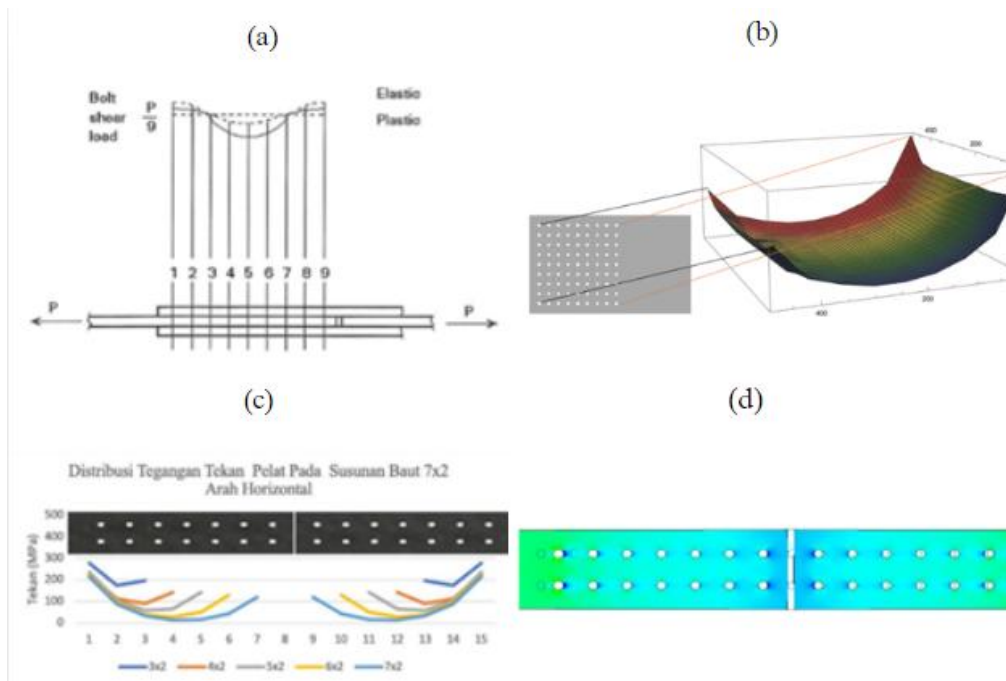 (a)
Bolt
shear
load
P
9
Elastic
Plastic
1 2 3 4 5 6 7 8 9
P
P
(b)
400
200
400
200
(c)
Distribusi Tegangan Tekan Pelat Pada Susunan Baut 7x2
Arah Horizontal
Tekan (MPa)
500
400
300
200
100
0
1 2 3 4 5 6 7 8 9 10 11 12 13 14 15
3x2 4x2 5x2 6x2 7x2
(d)